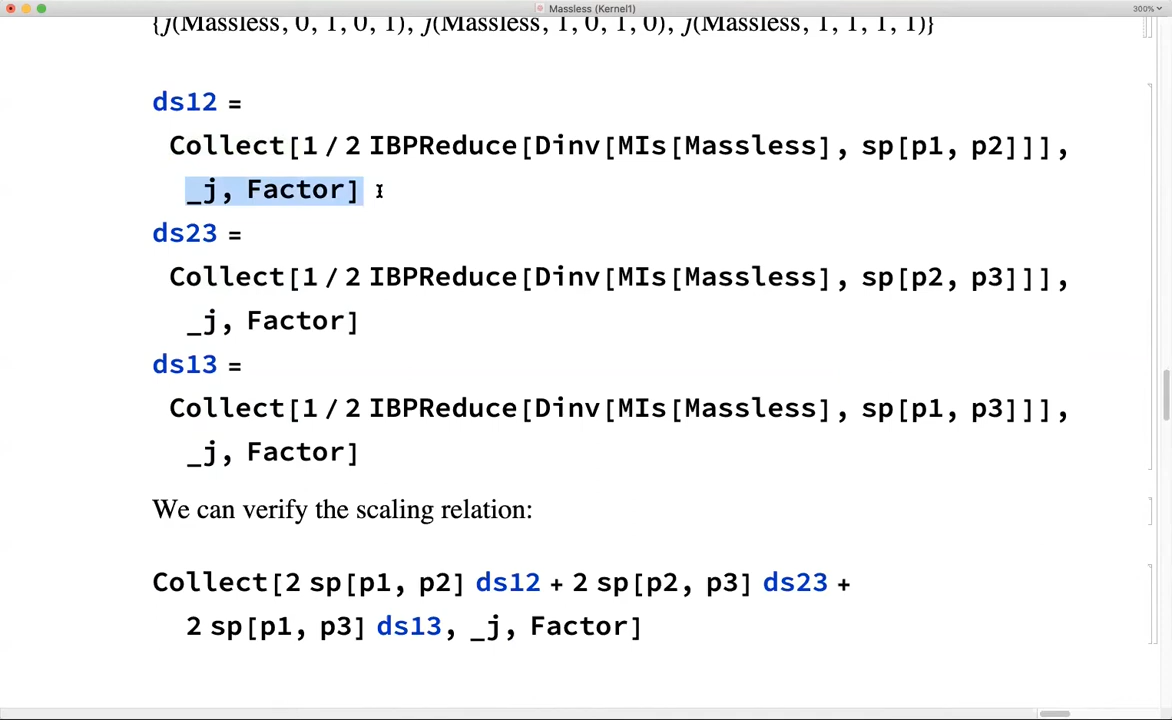 Massless (Kernel1)
300%
{j(Massless, 0, 1, 0, 1), j(Massless, 1, 0, 1, 0), j(Massless, 1, 1, 1, 1)}
ds12 =
Collect[1 / 2 IBPReduce[Dinv[MIs[Massless], sp[p1, p2]]],
_j, Factor]
ds23 =
Collect[1 / 2 IBPReduce[Dinv[MIs[Massless], sp[p2, p3]]],
_j, Factor]
ds13 =
Collect[1 / 2 IBPReduce[Dinv[MIs[Massless], sp[p1, p3]]],
_j, Factor]
We can verify the scaling relation:
Collect[2 sp[p1, p2] ds12 + 2 sp[p2, p3] ds23 +
2 sp[p1, p3] ds13, _j, Factor]